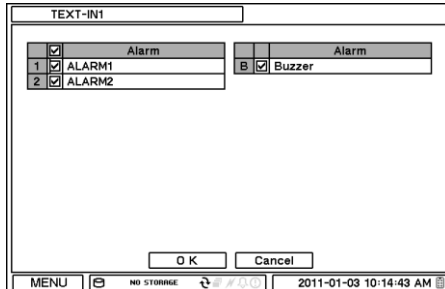 TEXT-IN1
Alarm
1 ALARM1
2 ALARM2
Alarm
B Buzzer
OK Cancel
MENU NO STORAGE 2011-01-03 10:14:43 AM